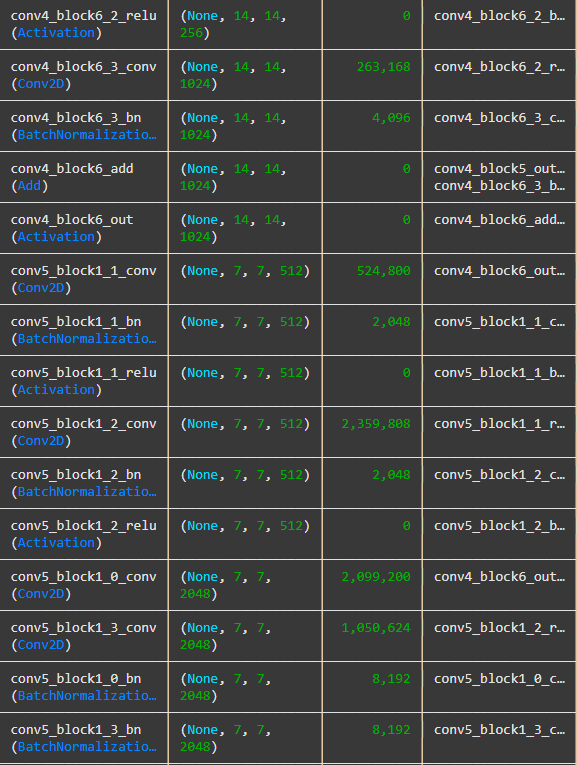 conv4_block6_2_relu (None, 14, 14, 0 conv4_block6_2_b…
(Activation) 256)
conv4_block6_3_conv (None, 14, 14, 263,168 conv4_block6_2_r…
(Conv2D) 1024)
conv4_block6_3_bn (None, 14, 14, 4,096 conv4_block6_3_c…
(BatchNormalizatio… 1024)
conv4_block6_add (None, 14, 14, 0 conv4_block5_out…
(Add) 1024) conv4_block6_3_b…
conv4_block6_out (None, 14, 14, 0 conv4_block6_add…
(Activation) 1024)
conv5_block1_1_conv (None, 7, 7, 512) 524,800 conv4_block6_out…
(Conv2D)
conv5_block1_1_bn (None, 7, 7, 512) 2,048 conv5_block1_1_c…
(BatchNormalizatio…
conv5_block1_1_relu (None, 7, 7, 512) 0 conv5_block1_1_b…
(Activation)
conv5_block1_2_conv (None, 7, 7, 512) 2,359,808 conv5_block1_1_r…
(Conv2D)
conv5_block1_2_bn (None, 7, 7, 512) 2,048 conv5_block1_2_c…
(BatchNormalizatio…
conv5_block1_2_relu (None, 7, 7, 512) 0 conv5_block1_2_b…
(Activation)
conv5_block1_0_conv (None, 7, 7, 2,099,200 conv4_block6_out…
(Conv2D) 2048)
conv5_block1_3_conv (None, 7, 7, 1,050,624 conv5_block1_2_r…
(Conv2D) 2048)
conv5_block1_0_bn (None, 7, 7, 8,192 conv5_block1_0_c…
(BatchNormalizatio… 2048)
conv5_block1_3_bn (None, 7, 7, 8,192 conv5_block1_3_c…
(BatchNormalizatio… 2048)